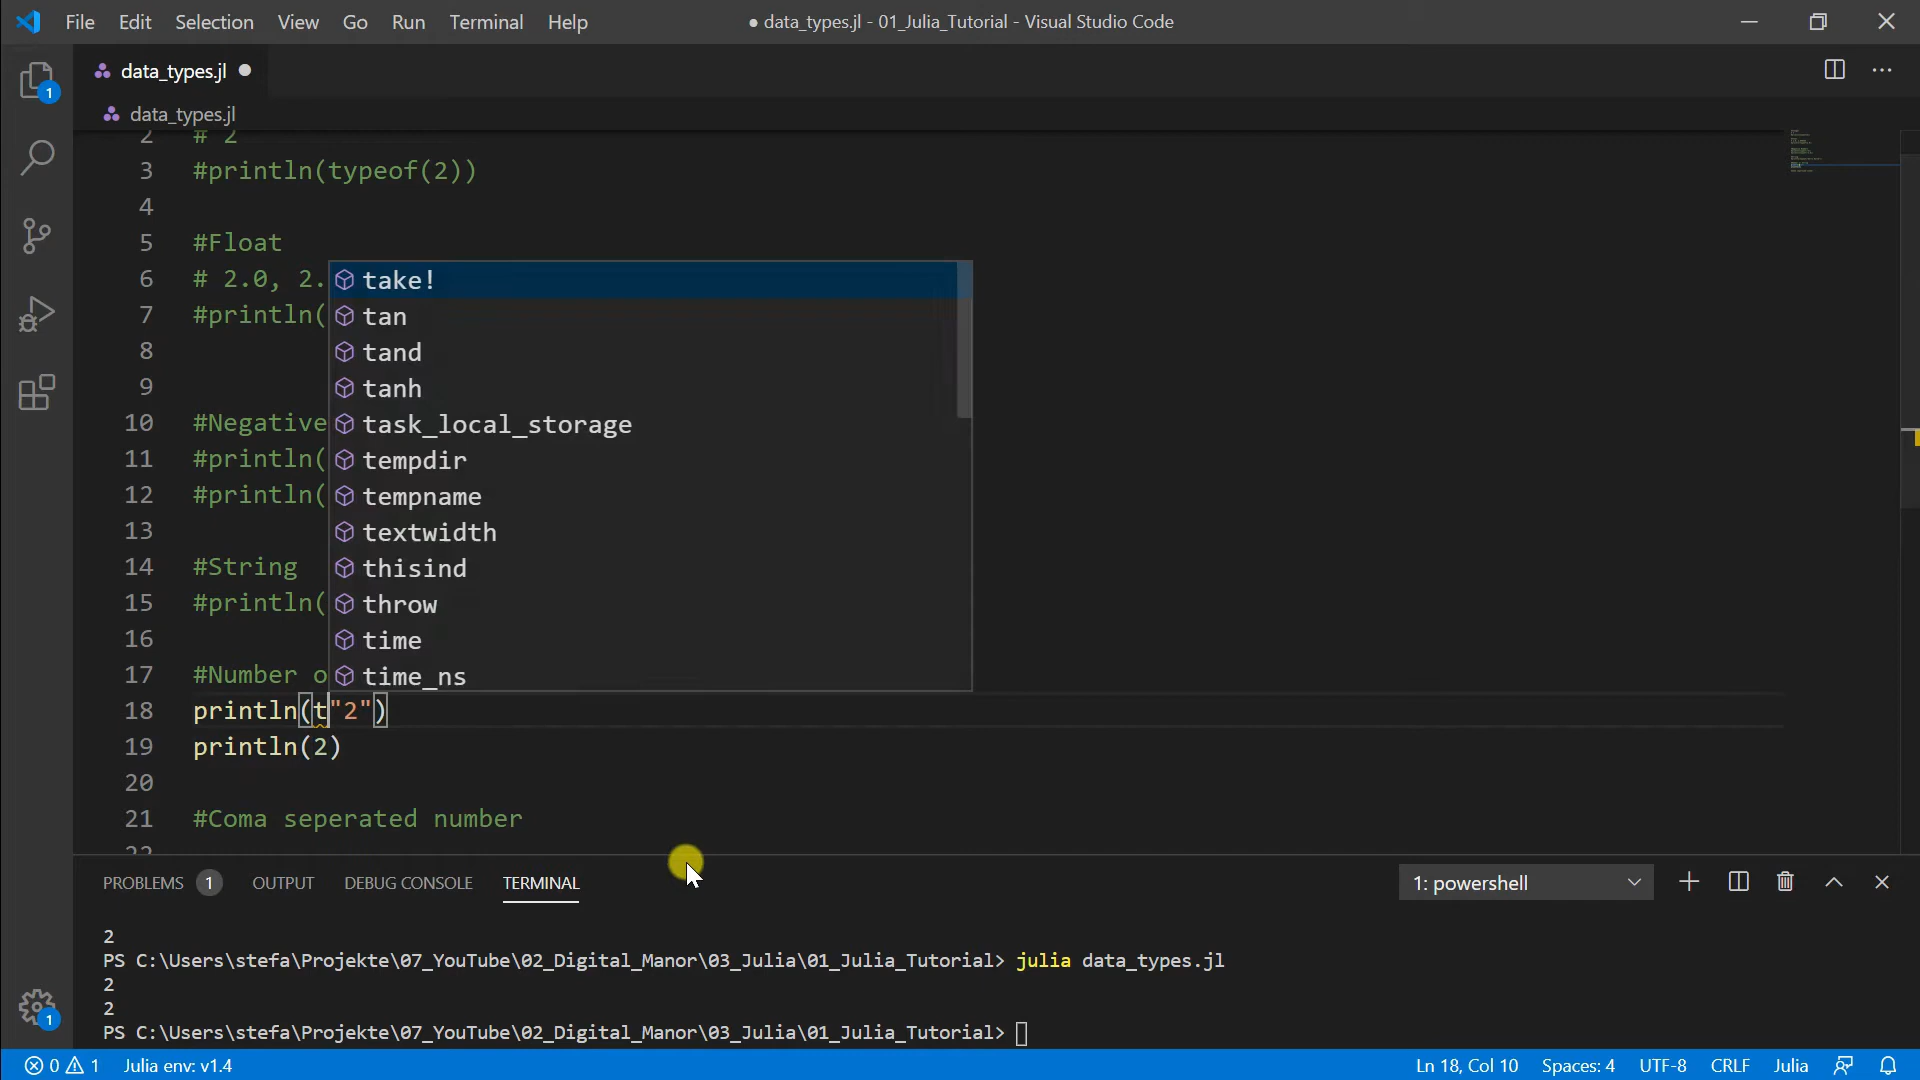 File Edit Selection View Go Run Terminal Help
● data_types.jl - 01_Julia_Tutorial - Visual Studio Code
data_types.jl
1
data_types.jl
2 # 2
3 #println(typeof(2))
4
5 #Float
6 # 2.0, 2.
7 #println(
8
9
10 #Negative
11 #println(
12 #println(
13
14 #String
15 #println(
16
17 #Number o
18 println(t"2")
19 println(2)
20
21 #Coma seperated number
22
take!
tan
tand
tanh
task_local_storage
tempdir
tempname
textwidth
thisind
throw
time
time_ns
PROBLEMS 1 OUTPUT DEBUG CONSOLE TERMINAL 1: powershell
2
PS C:\Users\stefa\Projekte\07_YouTube\02_Digital_Manor\03_Julia\01_Julia_Tutorial> julia data_types.jl
2
2
PS C:\Users\stefa\Projekte\07_YouTube\02_Digital_Manor\03_Julia\01_Julia_Tutorial>
1
0 1 Julia env: v1.4 Ln 18, Col 10 Spaces: 4 UTF-8 CRLF Julia